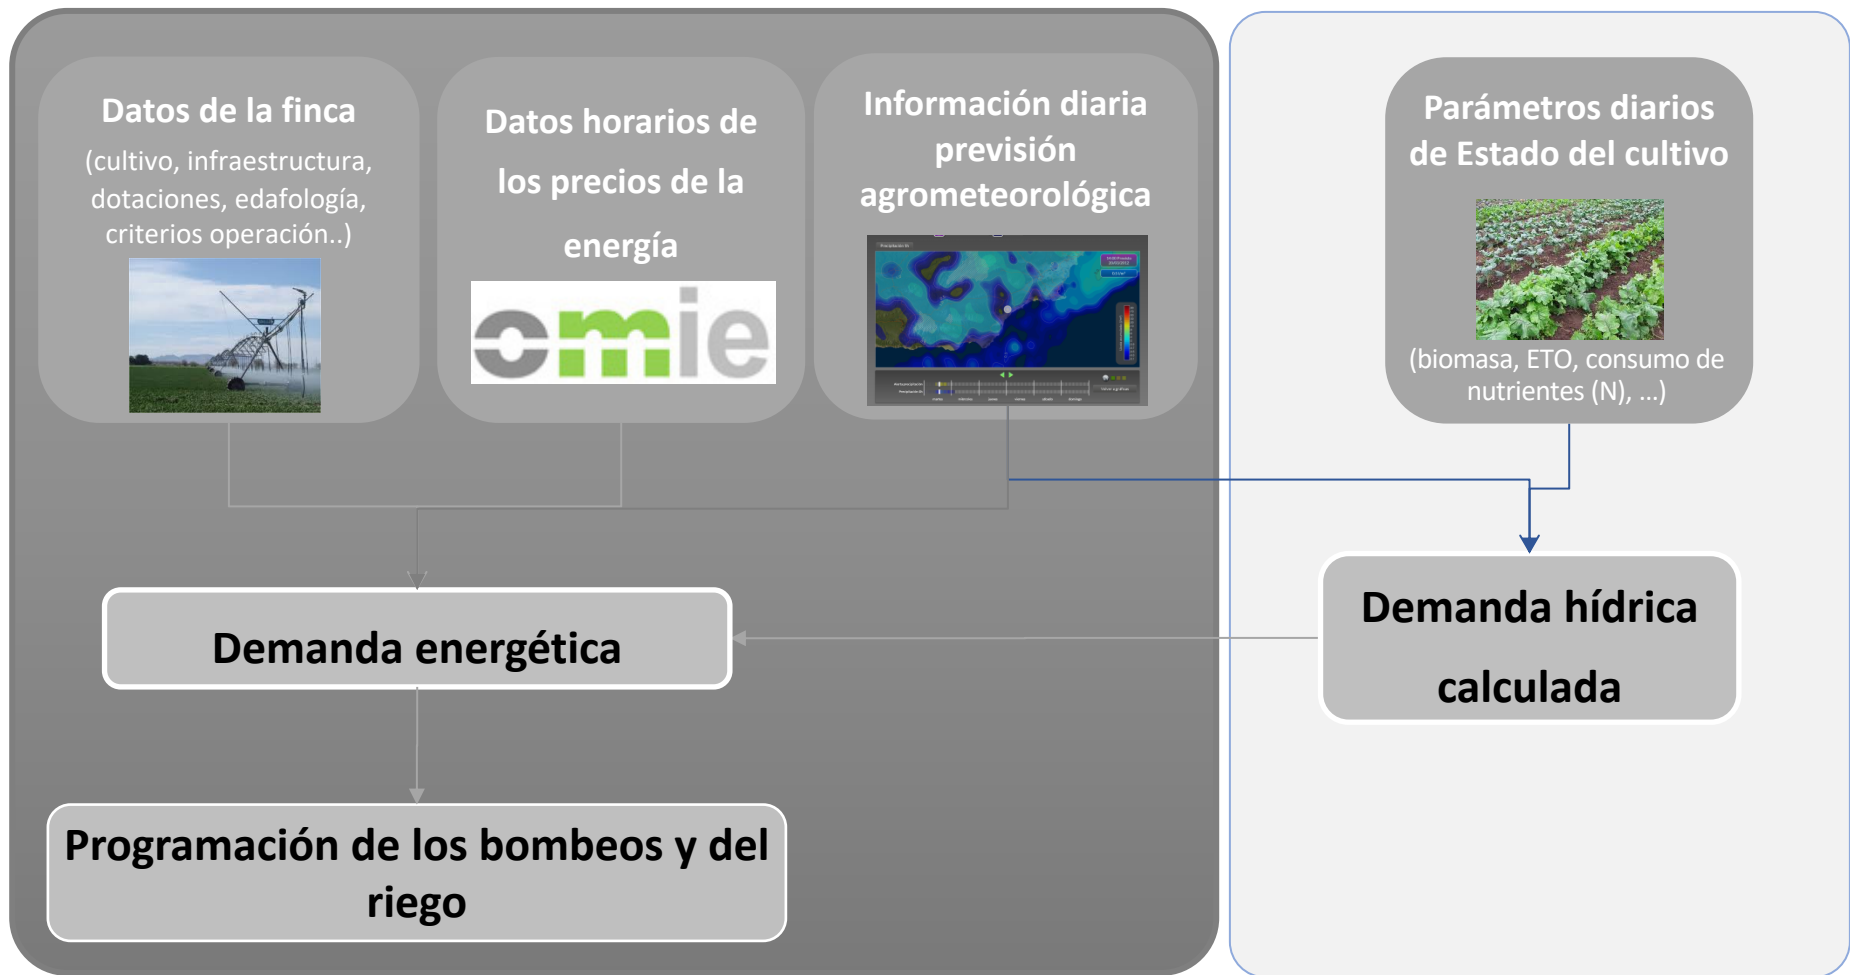 Datos de la finca
(cultivo, infraestructura,
dotaciones, edafología,
criterios operación..)
Datos horarios de
los precios de la
energía
omie
Información diaria
previsión
agrometeorológica
Parámetros diarios
de Estado del cultivo
(biomasa, ETO, consumo de
nutrientes (N), ...)
Demanda energética
Demanda hídrica
calculada
Programación de los bombeos y del
riego